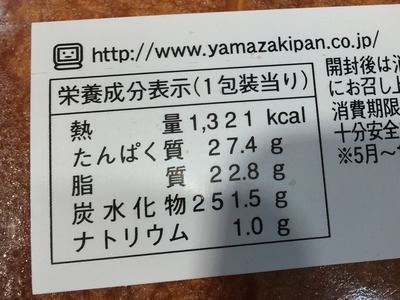 http://www.yamazakipan.co.jp/
栄養成分表示(1包装当り)
熱量 1,321 kcal
たんぱく質 27.4 g
脂質 22.8 g
炭水化物 251.5 g
ナトリウム 1.0 g
開封後は消
にお召し上
消費期限
十分安全
※5月〜